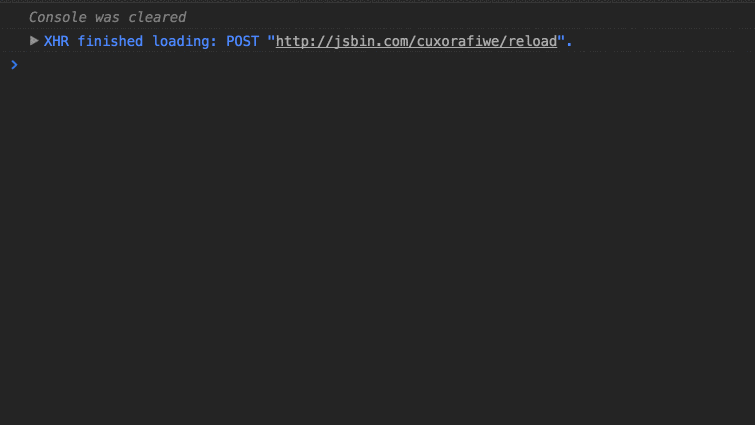 Console was cleared
XHR finished loading: POST "http://jsbin.com/cuxorafiwe/reload".